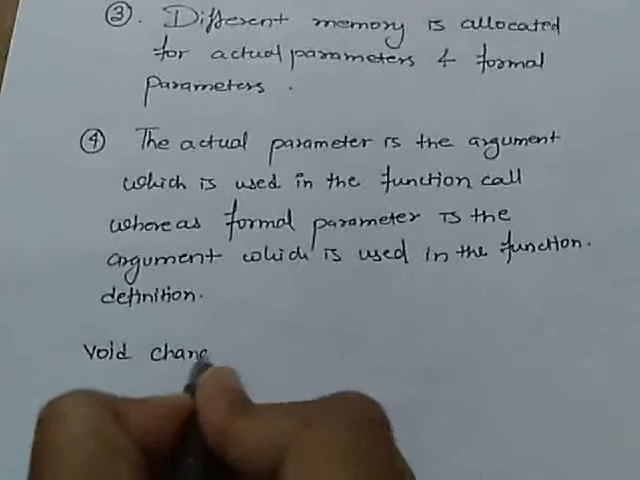 ③. Different memory is allocated
for actual parameters & formal
parameters.
④ The actual parameter is the argument
which is used in the function call
whereas formal parameter is the
argument which is used in the function.
definition.
Void chang